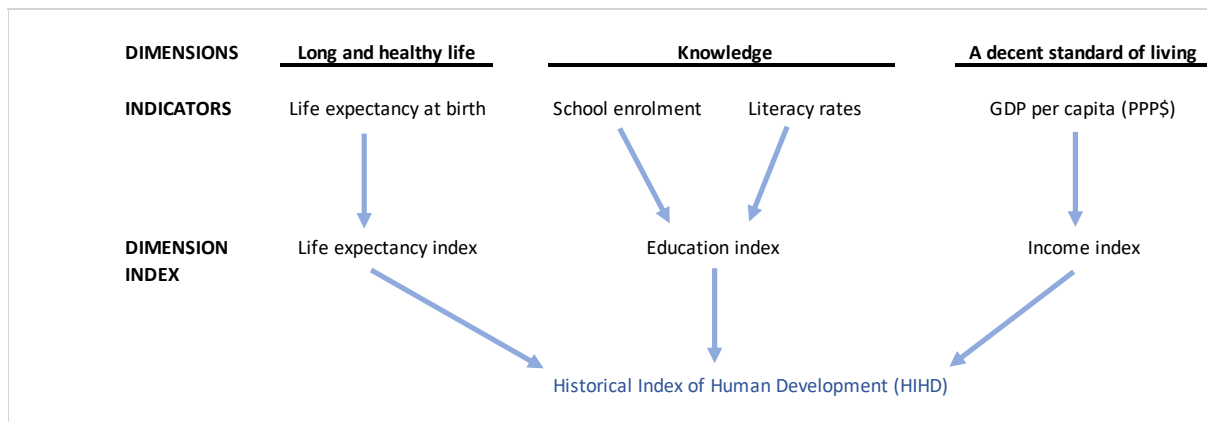 DIMENSIONS Long and healthy life Knowledge A decent standard of living
INDICATORS Life expectancy at birth School enrolment Literacy rates GDP per capita (PPP$)
DIMENSION Life expectancy index Education index Income index
INDEX
Historical Index of Human Development (HIHD)